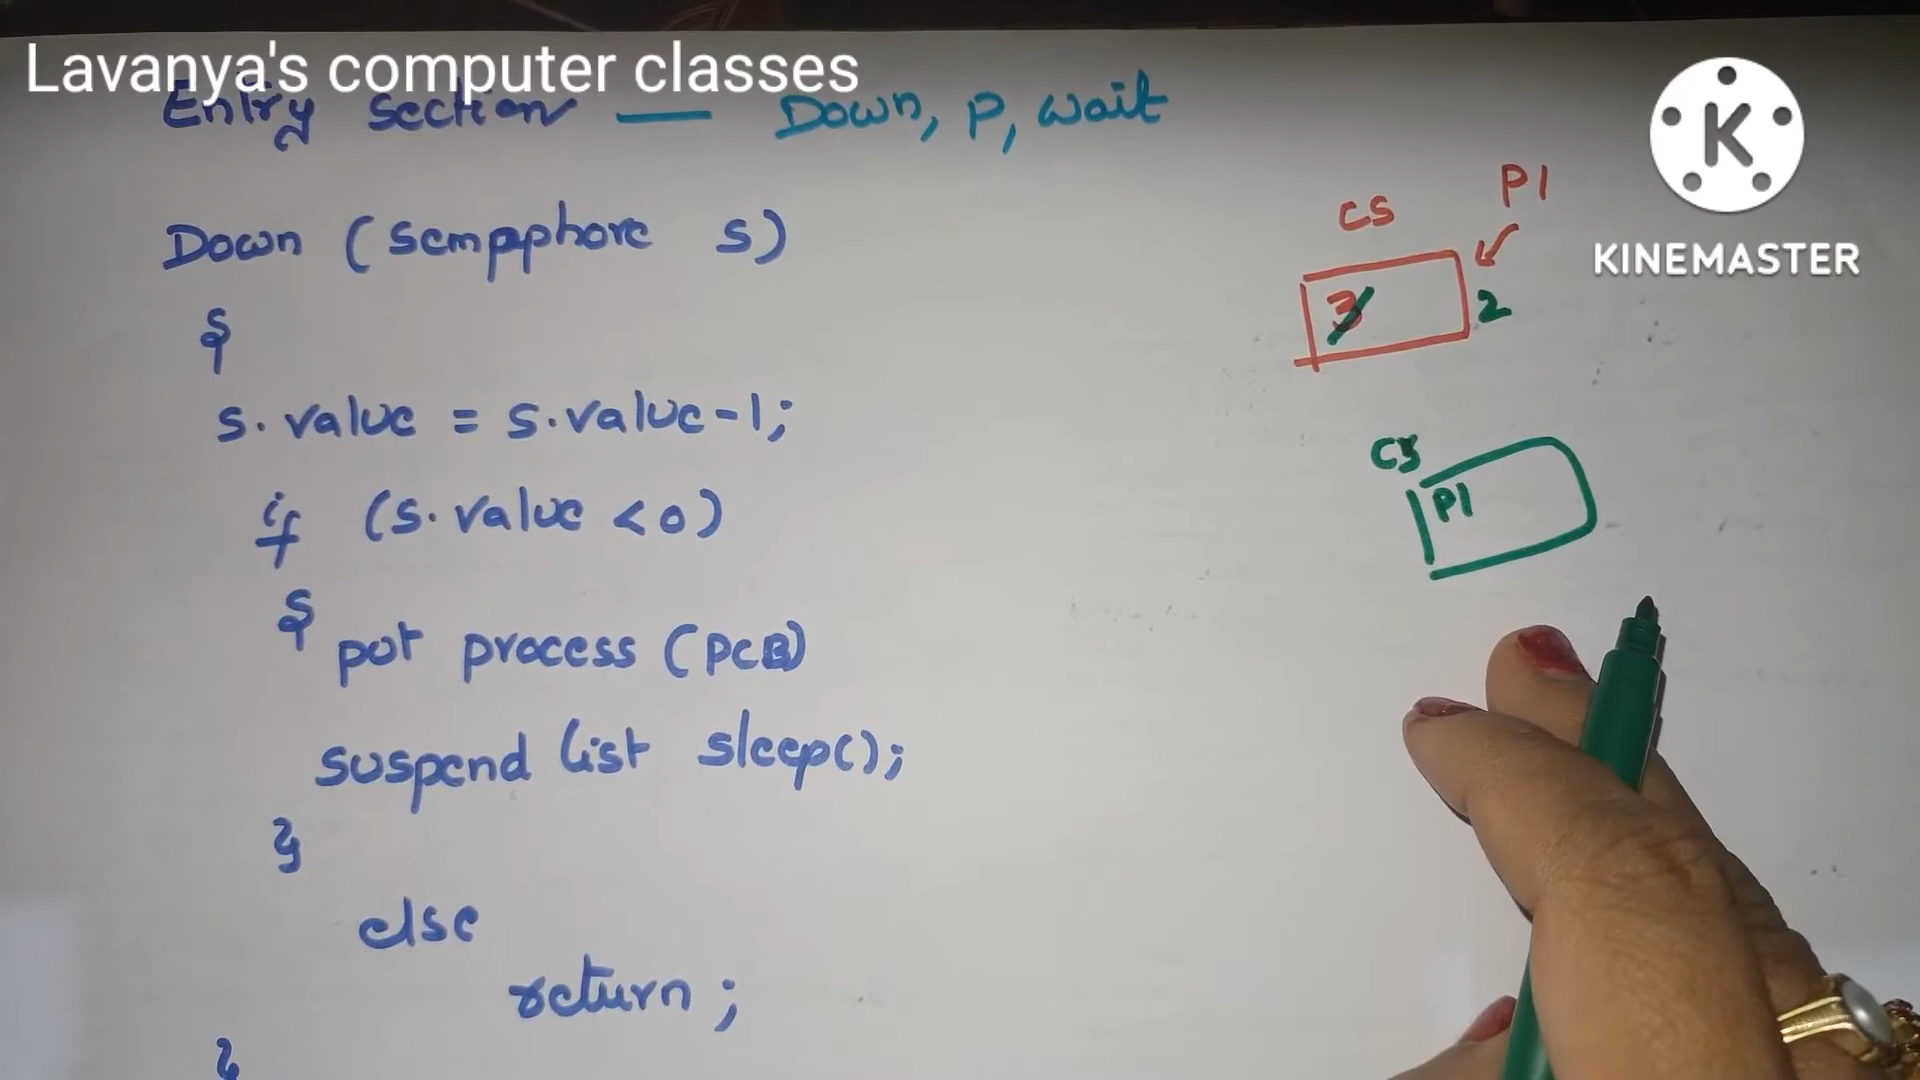 Lavanya's computer classes
Entry section — Down, P, wait
Down (semapphore s)
{
s.value = s.value-1;
if (s.value <0)
{
put process (PCB)
suspend list sleep();
}
else
return;
}
CS P1
3 2
CS
P1
K
KINEMASTER